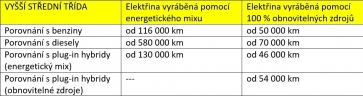 VYŠŠÍ STŘEDNÍ TŘÍDA
Elektřina vyráběná pomocí
energetického mixu
Elektřina vyráběná pomocí
100 % obnovitelných zdrojů
Porovnání s benziny
od 116 000 km
od 50 000 km
Porovnání s diesely
od 580 000 km
od 70 000 km
Porovnání s plug-in hybridy
(energetický mix)
od 130 000 km
od 46 000 km
Porovnání s plug-in hybridy
(obnovitelné zdroje)
---
od 54 000 km